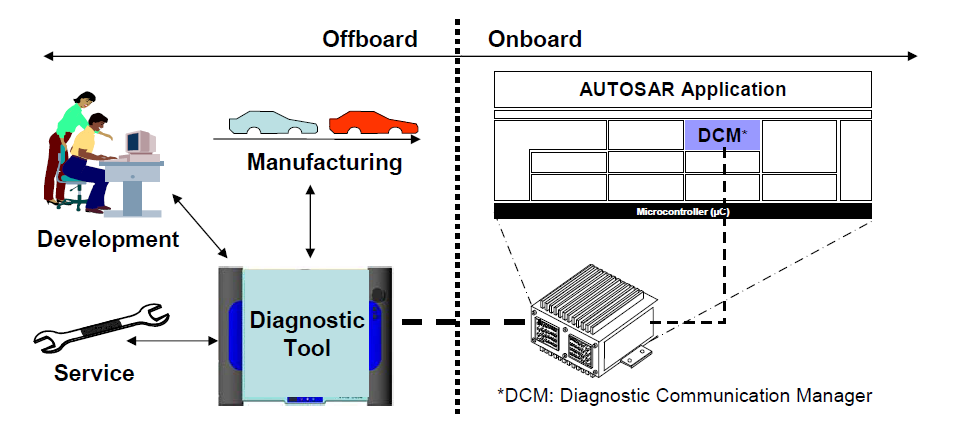 Offboard
Onboard
AUTOSAR Application
DCM*
Manufacturing
Microcontroller (µC)
Development
Diagnostic
Tool
Service
*DCM: Diagnostic Communication Manager